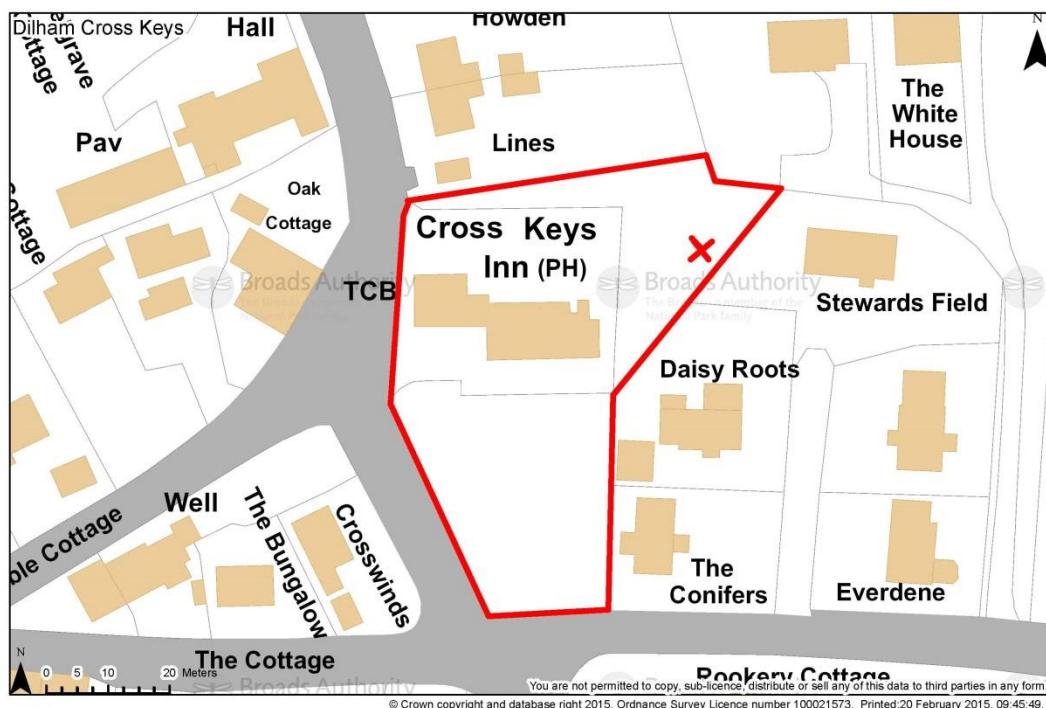 Dilham Cross Keys
Cottage
Hall
Howden
N
Pav
Lines
The
White
House
Oak
Cottage
Cottage
Cross Keys
Inn (PH)
TCB
Broads Authority
Broads Authority
Stewards Field
Daisy Roots
Well
The Bungalow
Crosswinds
ble Cottage
The
Conifers
Everdene
N
0 5 10 20 Meters
The Cottage
Rookery Cottage
Broads Authority
Broads Authority
You are not permitted to copy, sub-licence, distribute or sell any of this data to third parties in any form.
© Crown copyright and database right 2015. Ordnance Survey Licence number 100021573. Printed:20 February 2015, 09:45:49.